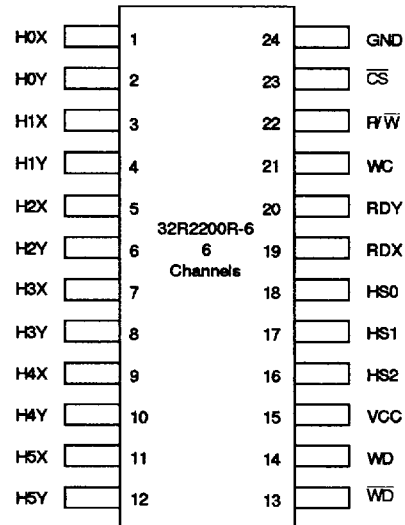 H0X 1 24 GND
H0Y 2 23 C̅S̅
H1X 3 22 R/W̅
H1Y 4 21 WC
H2X 5 20 RDY
32R2200R-6
H2Y 6 6 19 RDX
Channels
H3X 7 18 HS0
H3Y 8 17 HS1
H4X 9 16 HS2
H4Y 10 15 VCC
H5X 11 14 WD
H5Y 12 13 W̅D̅